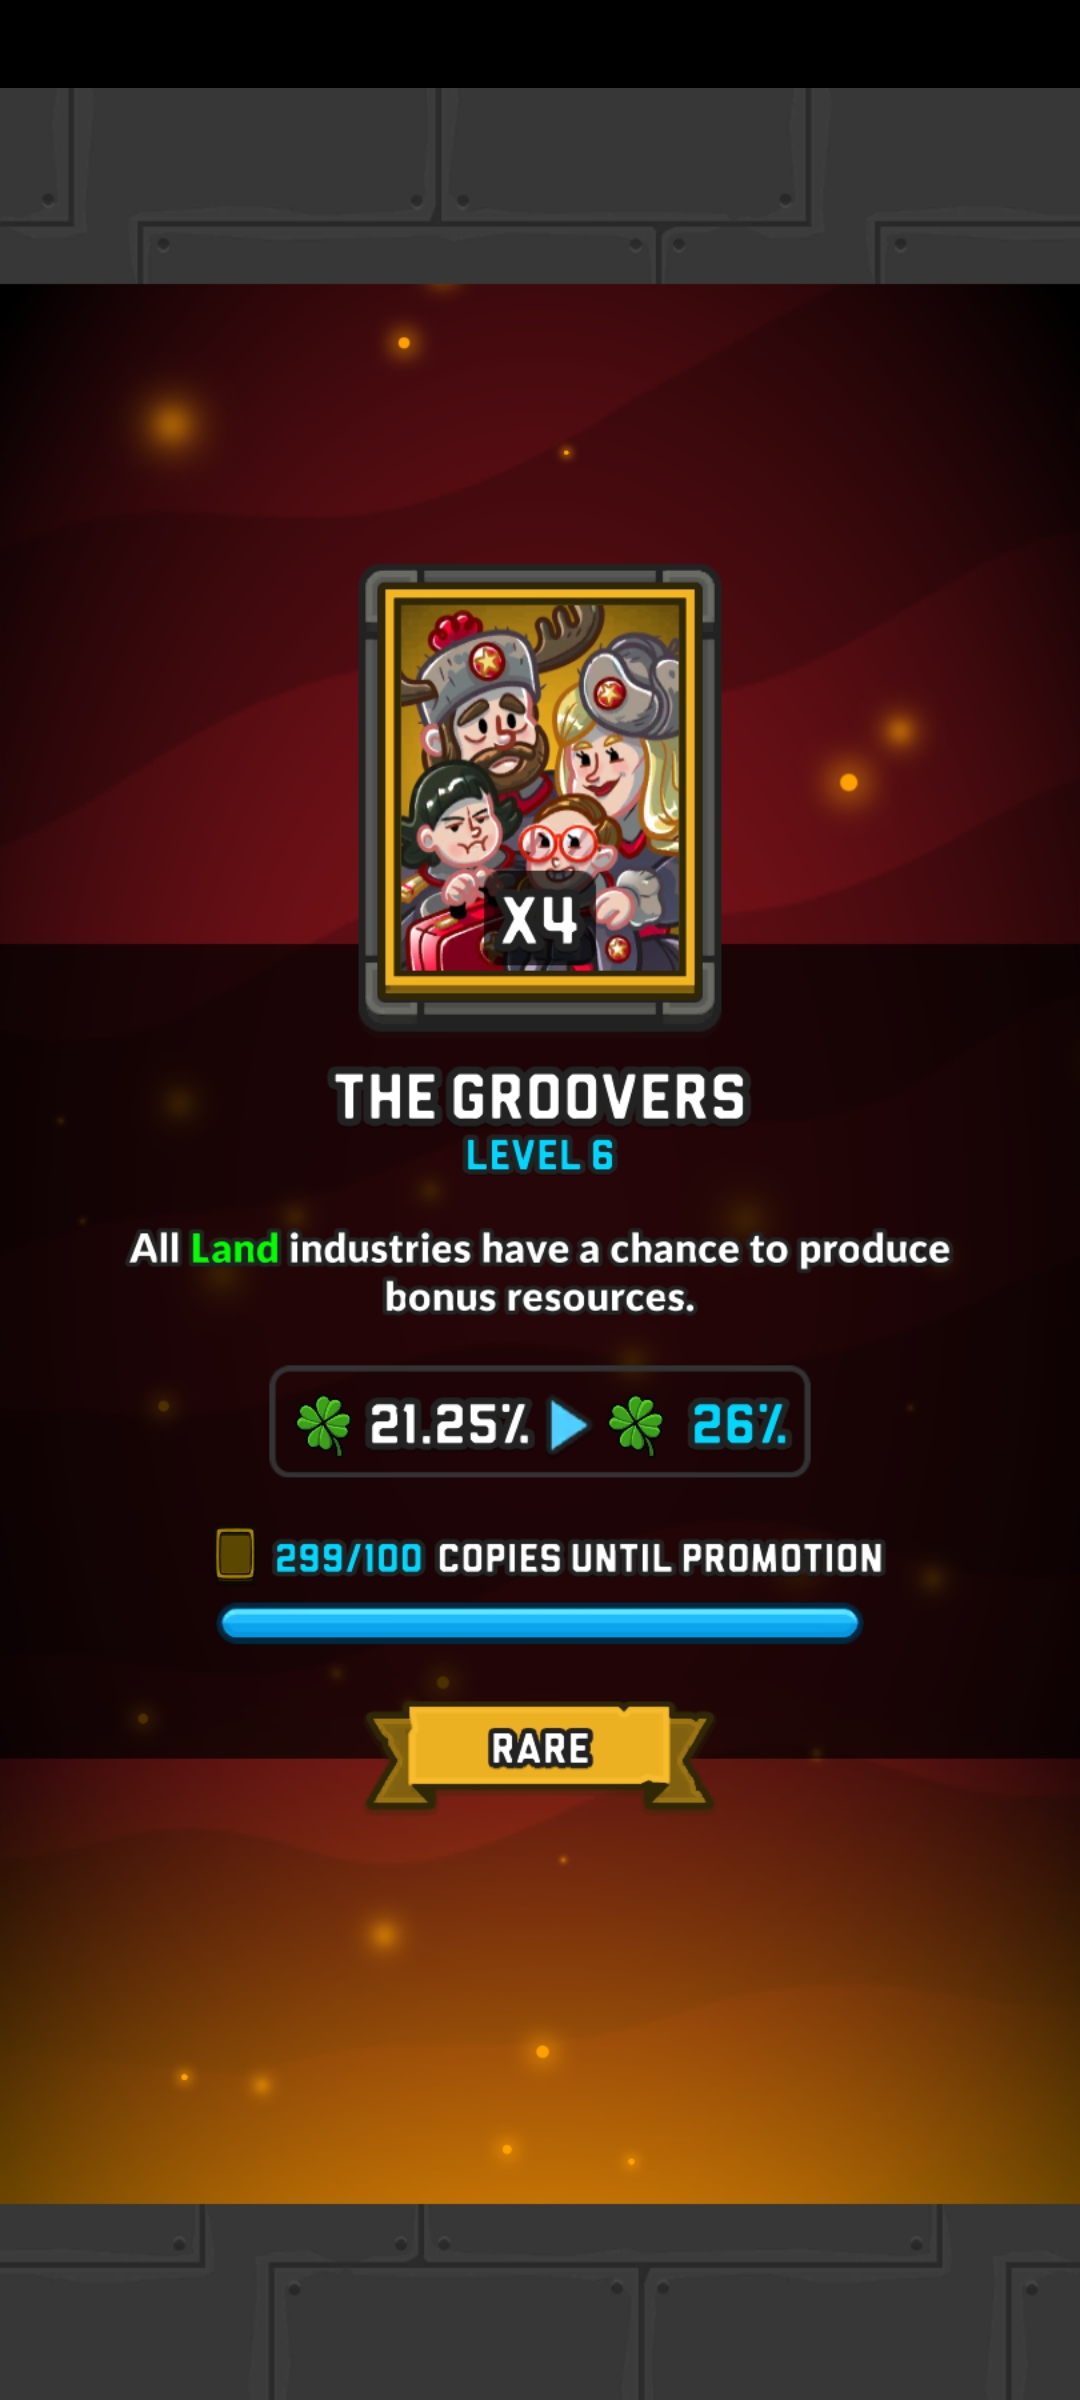 X4
THE GROOVERS
LEVEL 6
All Land industries have a chance to produce
bonus resources.
21.25% 26%
299/100 COPIES UNTIL PROMOTION
RARE